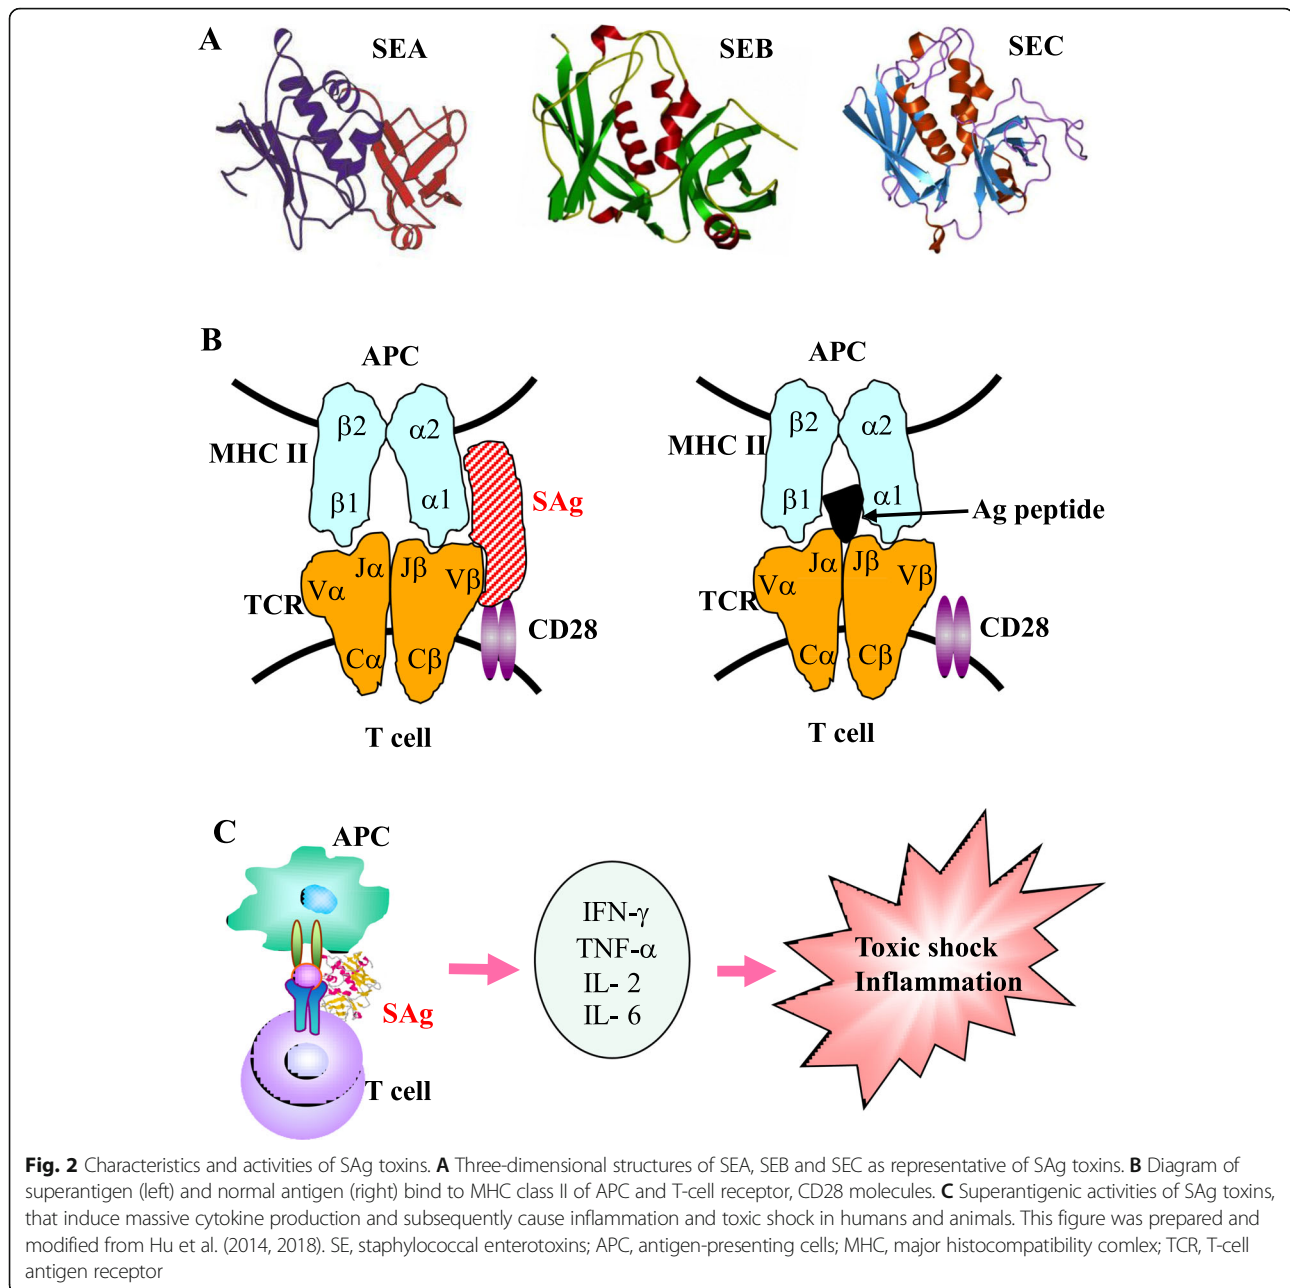 A
SEA
SEB
SEC
B
APC
APC
β2
α2
β2
α2
MHC II
MHC II
β1
α1
SAg
β1
α1
Ag peptide
Jα
Jβ
Vβ
Jα
Jβ
Vβ
Vα
Vα
TCR
TCR
CD28
CD28
Cα
Cβ
Cα
Cβ
T cell
T cell
C
APC
IFN-γ
TNF-α
IL- 2
IL- 6
Toxic shock
Inflammation
SAg
T cell
Fig. 2 Characteristics and activities of SAg toxins. A Three-dimensional structures of SEA, SEB and SEC as representative of SAg toxins. B Diagram of
superantigen (left) and normal antigen (right) bind to MHC class II of APC and T-cell receptor, CD28 molecules. C Superantigenic activities of SAg toxins,
that induce massive cytokine production and subsequently cause inflammation and toxic shock in humans and animals. This figure was prepared and
modified from Hu et al. (2014, 2018). SE, staphylococcal enterotoxins; APC, antigen-presenting cells; MHC, major histocompatibility comlex; TCR, T-cell
antigen receptor